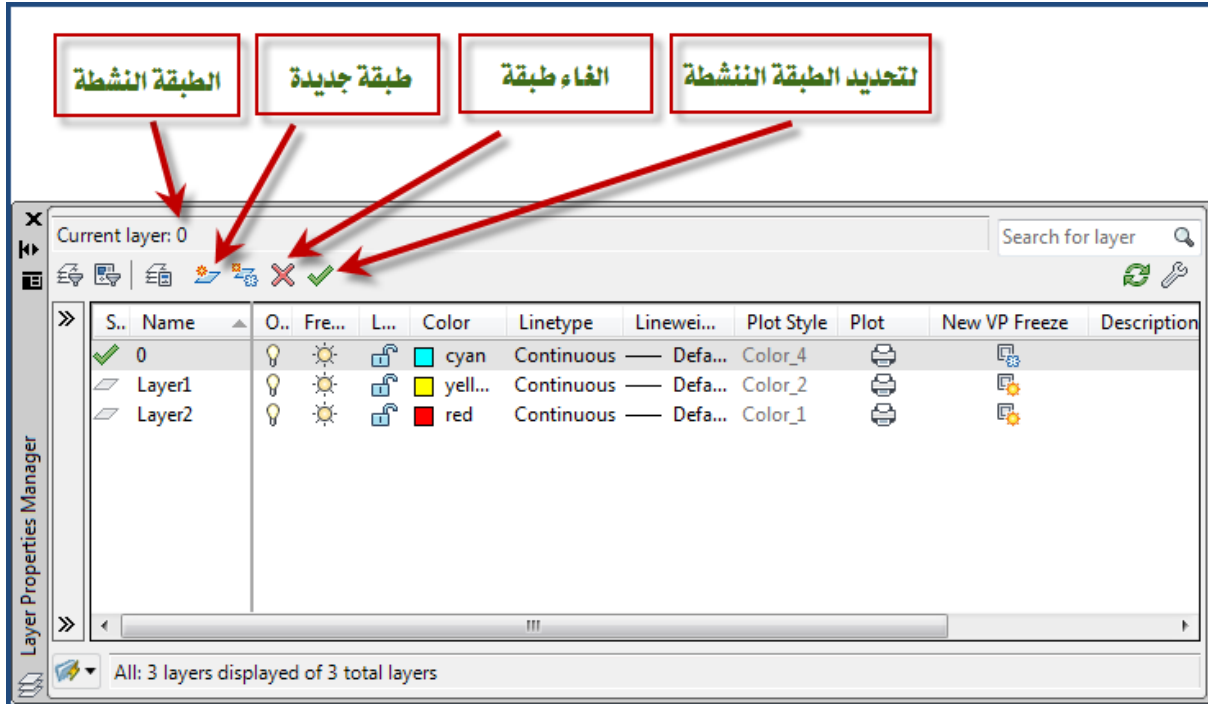 الطبقة النشطة
طبقة جديدة
الغاء طبقة
لتحديد الطبقة الننشطة
Current layer: 0
Search for layer
S.. Name O.. Fre... L... Color Linetype Linewei... Plot Style Plot New VP Freeze Description
0 cyan Continuous Defa... Color_4
Layer1 yell... Continuous Defa... Color_2
Layer2 red Continuous Defa... Color_1
Layer Properties Manager
All: 3 layers displayed of 3 total layers